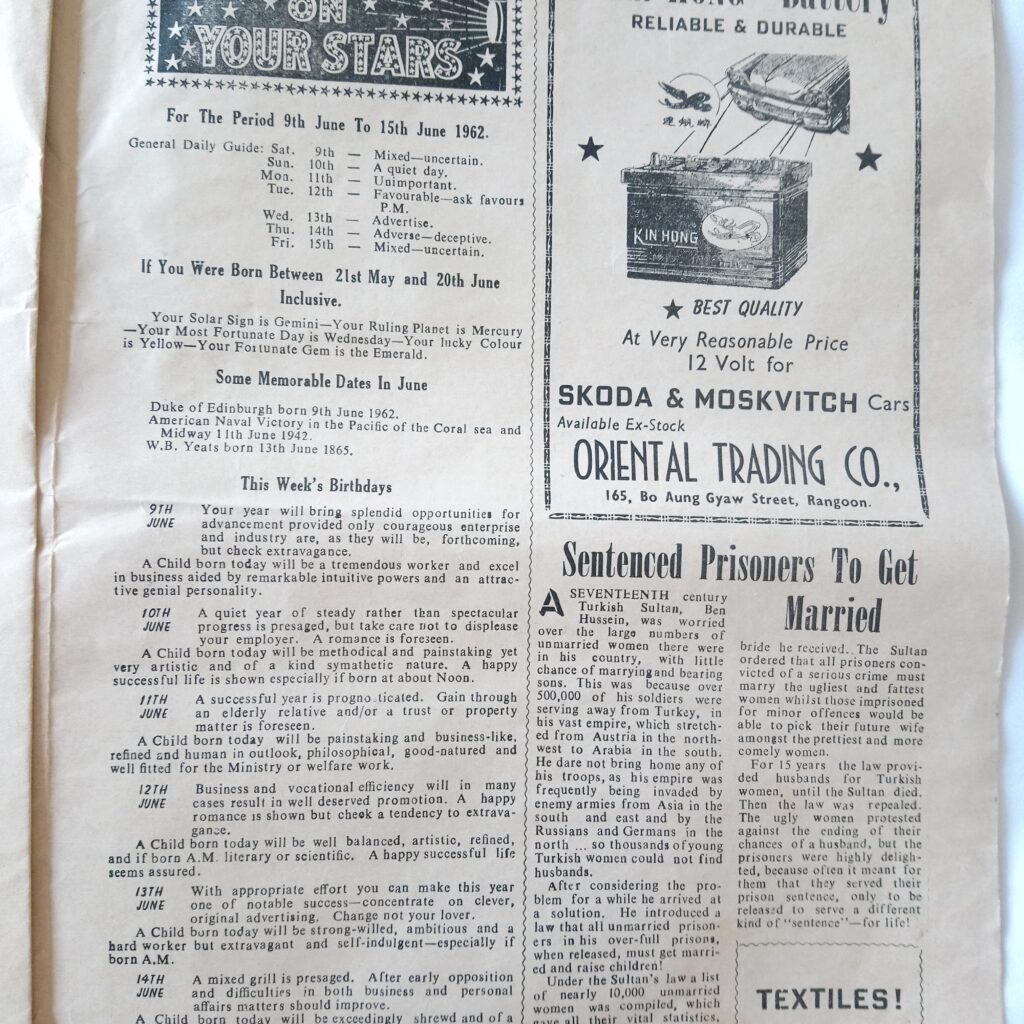 ON
YOUR STARS
For The Period 9th June To 15th June 1962.
General Daily Guide: Sat. 9th — Mixed—uncertain.
Sun. 10th — A quiet day.
Mon. 11th — Unimportant.
Tue. 12th — Favourable—ask favours
P.M.
Wed. 13th — Advertise.
Thu. 14th — Adverse—deceptive.
Fri. 15th — Mixed—uncertain.
If You Were Born Between 21st May and 20th June
Inclusive.
Your Solar Sign is Gemini—Your Ruling Planet is Mercury
—Your Most Fortunate Day is Wednesday—Your lucky Colour
is Yellow—Your Fortunate Gem is the Emerald.
Some Memorable Dates In June
Duke of Edinburgh born 9th June 1962.
American Naval Victory in the Pacific of the Coral sea and
Midway 11th June 1942.
W.B. Yeats born 13th June 1865.
This Week's Birthdays
9TH Your year will bring splendid opportunities for
JUNE advancement provided only courageous enterprise
and industry are, as they will be, forthcoming,
but check extravagance.
A Child born today will be a tremendous worker and excel
in business aided by remarkable intuitive powers and an attrac-
tive genial personality.
10TH A quiet year of steady rather than spectacular
JUNE progress is presaged, but take care not to displease
your employer. A romance is foreseen.
A Child born today will be methodical and painstaking yet
very artistic and of a kind symathetic nature. A happy
successful life is shown especially if born at about Noon.
11TH A successful year is progno ticated. Gain through
JUNE an elderly relative and/or a trust or property
matter is foreseen.
A Child born today will be painstaking and business-like,
refined and human in outlook, philosophical, good-natured and
well fitted for the Ministry or welfare work.
12TH Business and vocational efficiency will in many
JUNE cases result in well deserved promotion. A happy
romance is shown but check a tendency to extrava-
gance.
A Child born today will be well balanced, artistic, refined,
and if born A.M. literary or scientific. A happy successful life
seems assured.
13TH With appropriate effort you can make this year
JUNE one of notable success—concentrate on clever,
original advertising. Change not your lover.
A Child born today will be strong-willed, ambitious and a
hard worker but extravagant and self-indulgent—especially if
born A.M.
14TH A mixed grill is presaged. After early opposition
JUNE and difficulties in both business and personal
affairs matters should improve.
A Child born today will be exceedingly shrewd and of a
Battery
RELIABLE & DURABLE
KIN HONG
★ BEST QUALITY
At Very Reasonable Price
12 Volt for
SKODA & MOSKVITCH Cars
Available Ex-Stock
ORIENTAL TRADING CO.,
165, Bo Aung Gyaw Street, Rangoon.
Sentenced Prisoners To Get
Married
A SEVENTEENTH century
Turkish Sultan, Ben
Hussein, was worried
over the large numbers of
unmarried women there were
in his country, with little
chance of marrying and bearing
sons. This was because over
500,000 of his soldiers were
serving away from Turkey, in
his vast empire, which stretch-
ed from Austria in the north-
west to Arabia in the south.
He dare not bring home any of
his troops, as his empire was
frequently being invaded by
enemy armies from Asia in the
south and east and by the
Russians and Germans in the
north ... so thousands of young
Turkish women could not find
husbands.
After considering the pro-
blem for a while he arrived at
a solution. He introduced a
law that all unmarried prison-
ers in his over-full prisons,
when released, must get marri-
ed and raise children!
Under the Sultan's law a list
of nearly 10,000 unmarried
women was compiled, which
gave all their vital statistics,
bride he received. The Sultan
ordered that all prisoners con-
victed of a serious crime must
marry the ugliest and fattest
women whilst those imprisoned
for minor offences would be
able to pick their future wife
amongst the prettiest and more
comely women.
For 15 years the law provi-
ded husbands for Turkish
women, until the Sultan died.
Then the law was repealed.
The ugly women protested
against the ending of their
chances of a husband, but the
prisoners were highly deligh-
ted, because often it meant for
them that they served their
prison sentence, only to be
released to serve a different
kind of "sentence"—for life!
TEXTILES!